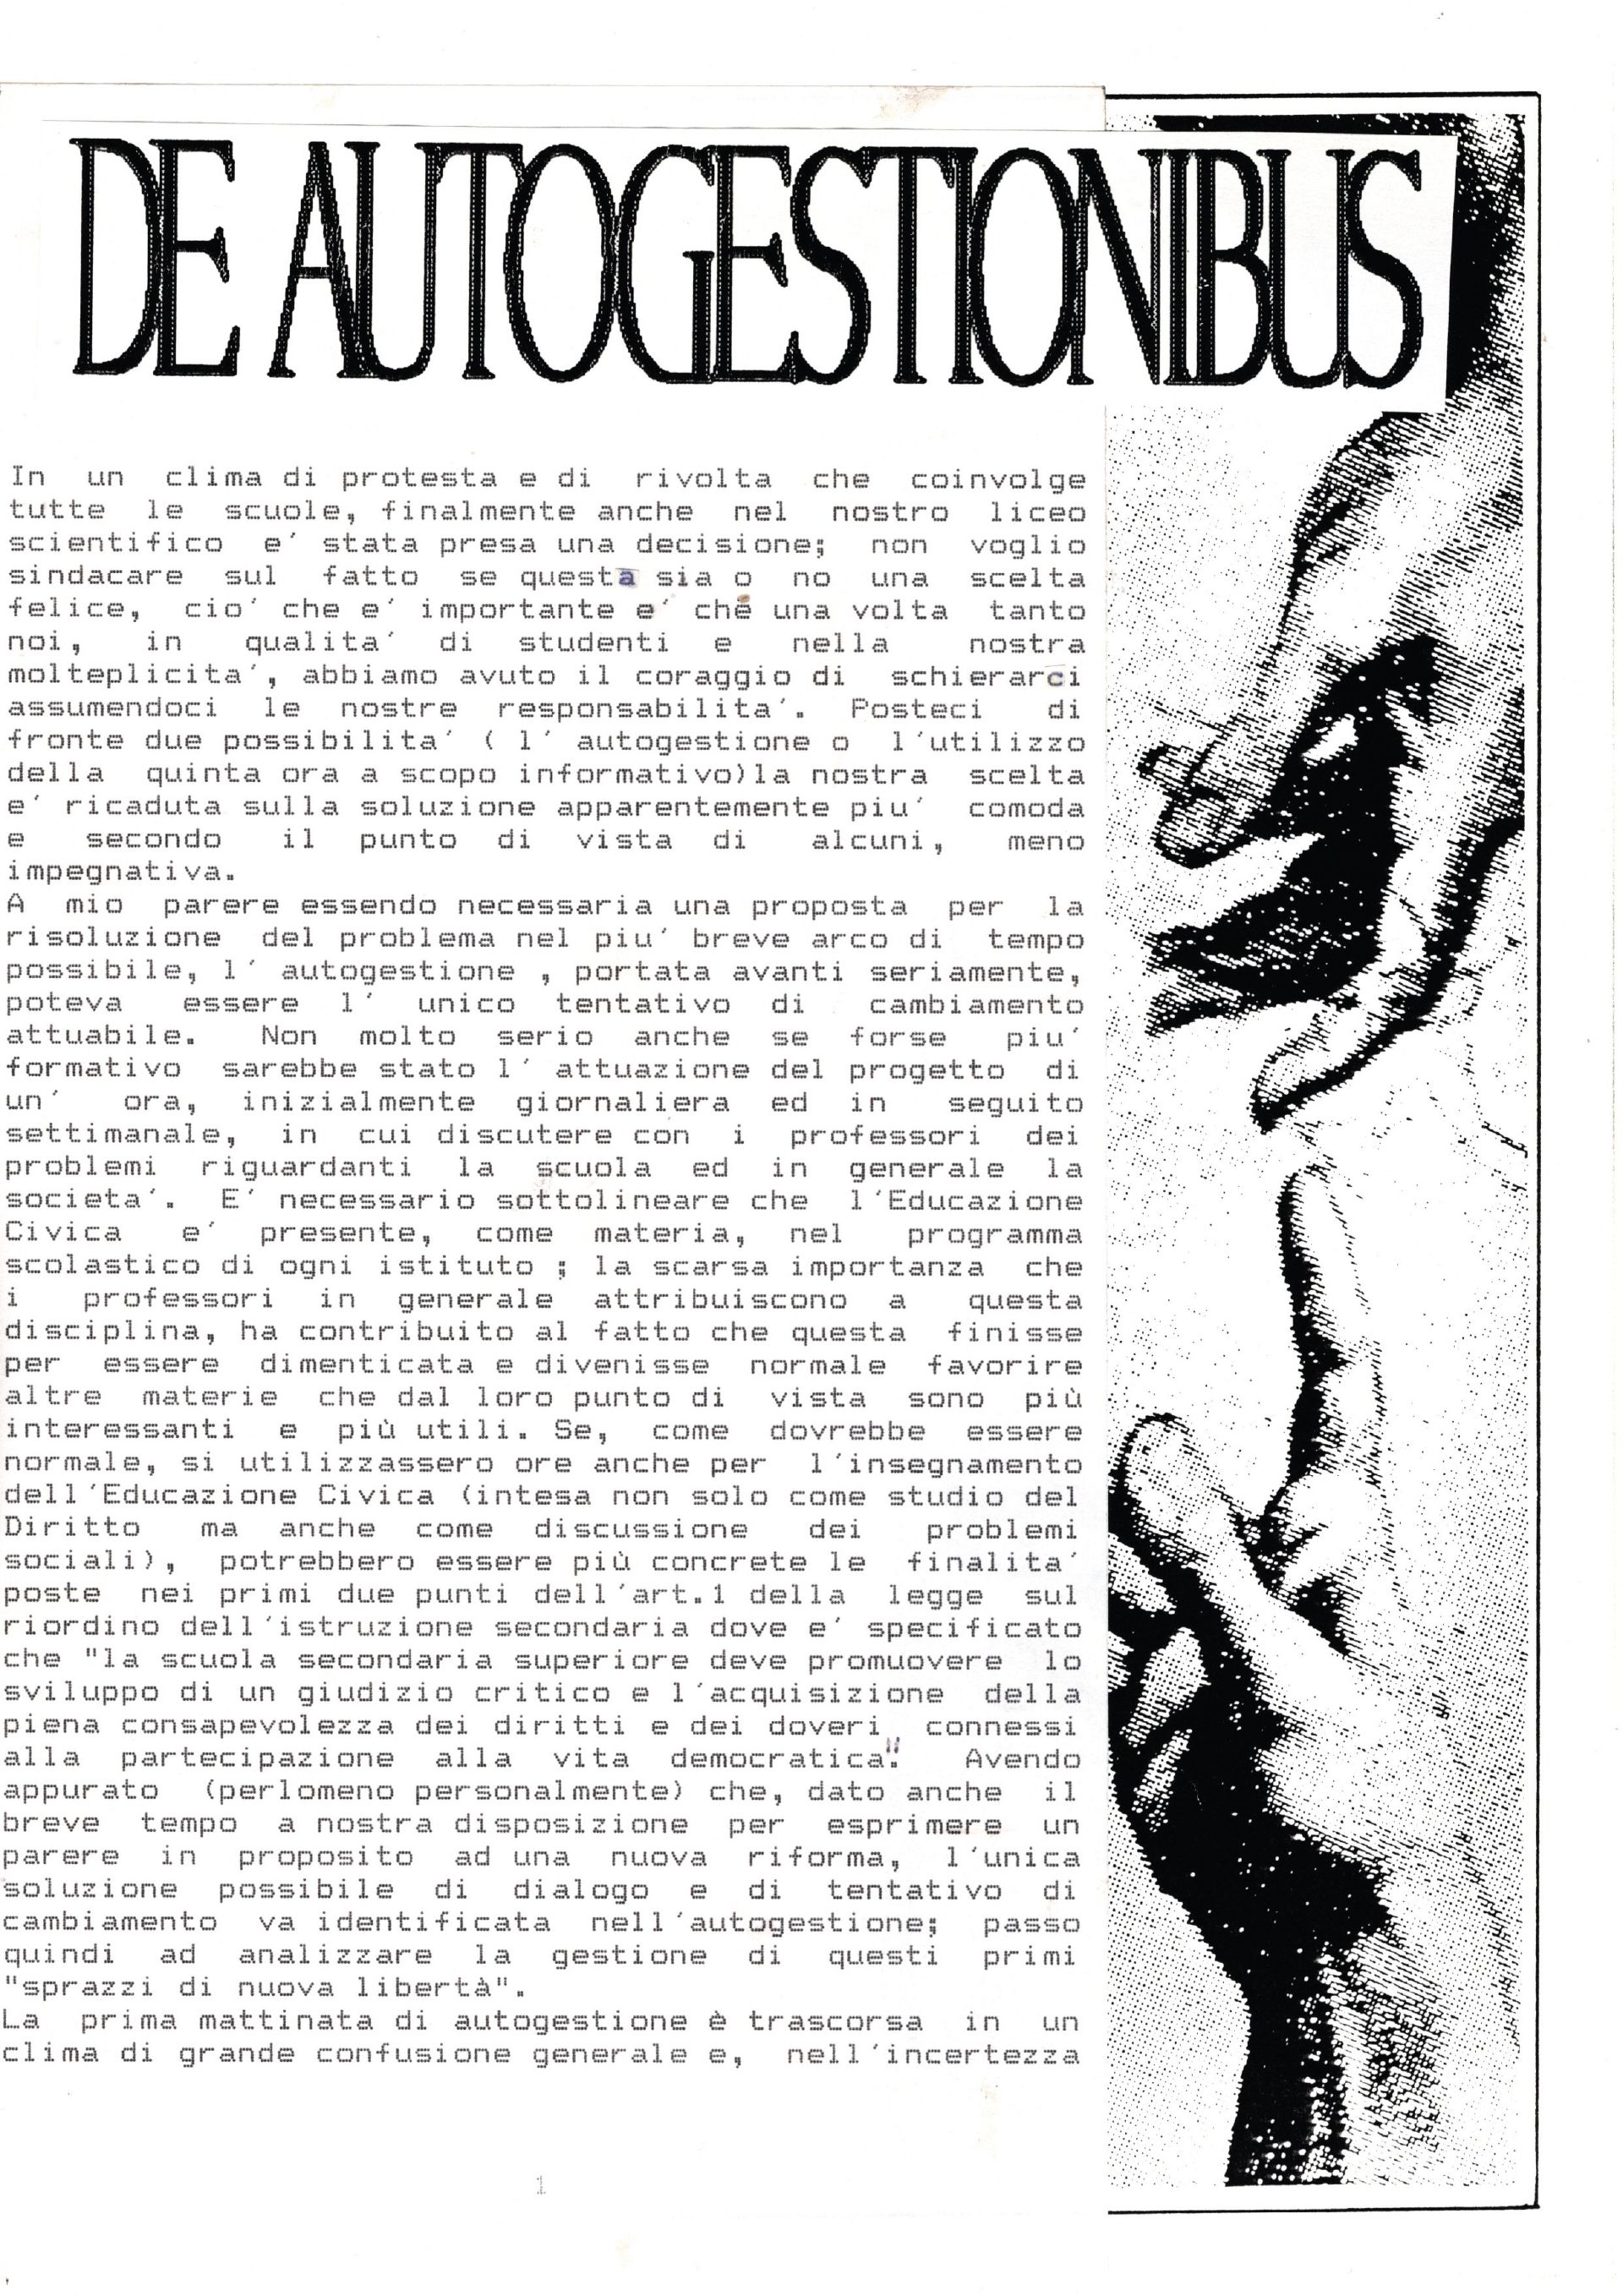 DE AUTOGESTIONIBUS
In un clima di protesta e di rivolta che coinvolge
tutte le scuole, finalmente anche nel nostro liceo
scientifico e' stata presa una decisione; non voglio
sindacare sul fatto se questa sia o no una scelta
felice, cio' che e' importante e' che una volta tanto
noi, in qualita' di studenti e nella nostra
molteplicita', abbiamo avuto il coraggio di schierarci
assumendoci le nostre responsabilita'. Posteci di
fronte due possibilita' ( l' autogestione o l'utilizzo
della quinta ora a scopo informativo)la nostra scelta
e' ricaduta sulla soluzione apparentemente piu' comoda
e secondo il punto di vista di alcuni, meno
impegnativa.
A mio parere essendo necessaria una proposta per la
risoluzione del problema nel piu' breve arco di tempo
possibile, l' autogestione , portata avanti seriamente,
poteva essere l' unico tentativo di cambiamento
attuabile. Non molto serio anche se forse piu'
formativo sarebbe stato l' attuazione del progetto di
un' ora, inizialmente giornaliera ed in seguito
settimanale, in cui discutere con i professori dei
problemi riguardanti la scuola ed in generale la
societa'. E' necessario sottolineare che l'Educazione
Civica e' presente, come materia, nel programma
scolastico di ogni istituto ; la scarsa importanza che
i professori in generale attribuiscono a questa
disciplina, ha contribuito al fatto che questa finisse
per essere dimenticata e divenisse normale favorire
altre materie che dal loro punto di vista sono più
interessanti e più utili. Se, come dovrebbe essere
normale, si utilizzassero ore anche per l'insegnamento
dell'Educazione Civica (intesa non solo come studio del
Diritto ma anche come discussione dei problemi
sociali), potrebbero essere più concrete le finalita'
poste nei primi due punti dell'art.1 della legge sul
riordino dell'istruzione secondaria dove e' specificato
che "la scuola secondaria superiore deve promuovere lo
sviluppo di un giudizio critico e l'acquisizione della
piena consapevolezza dei diritti e dei doveri connessi
alla partecipazione alla vita democratica". Avendo
appurato (perlomeno personalmente) che, dato anche il
breve tempo a nostra disposizione per esprimere un
parere in proposito ad una nuova riforma, l'unica
soluzione possibile di dialogo e di tentativo di
cambiamento va identificata nell'autogestione; passo
quindi ad analizzare la gestione di questi primi
"sprazzi di nuova libertà".
La prima mattinata di autogestione è trascorsa in un
clima di grande confusione generale e, nell'incertezza
1